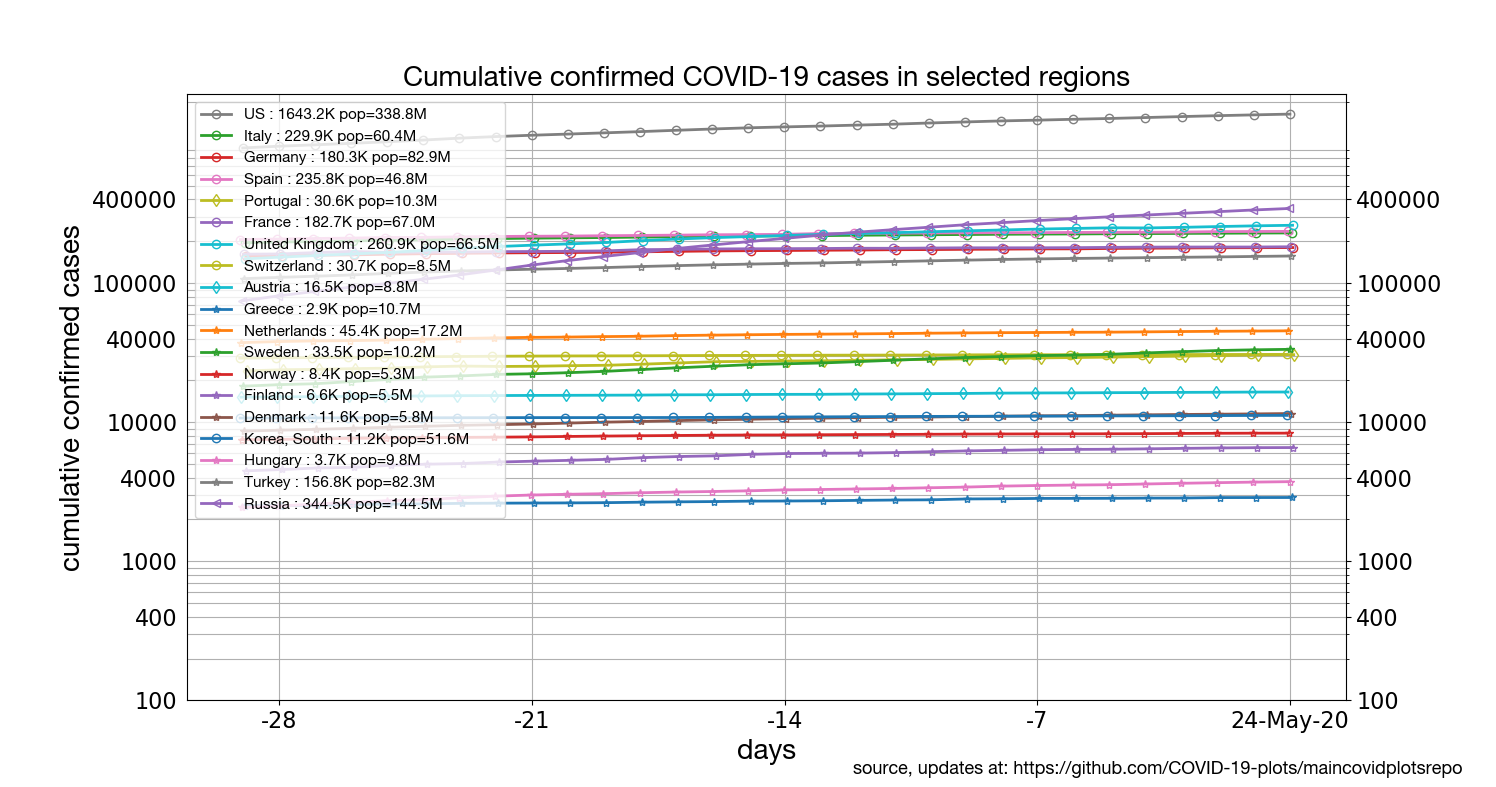 Cumulative confirmed COVID-19 cases in selected regions
US : 1643.2K pop=338.8M
Italy : 229.9K pop=60.4M
Germany : 180.3K pop=82.9M
Spain : 235.8K pop=46.8M
Portugal : 30.6K pop=10.3M
France : 182.7K pop=67.0M
United Kingdom : 260.9K pop=66.5M
Switzerland : 30.7K pop=8.5M
Austria : 16.5K pop=8.8M
Greece : 2.9K pop=10.7M
Netherlands : 45.4K pop=17.2M
Sweden : 33.5K pop=10.2M
Norway : 8.4K pop=5.3M
Finland : 6.6K pop=5.5M
Denmark : 11.6K pop=5.8M
Korea, South : 11.2K pop=51.6M
Hungary : 3.7K pop=9.8M
Turkey : 156.8K pop=82.3M
Russia : 344.5K pop=144.5M
cumulative confirmed cases
400000
100000
40000
10000
4000
1000
400
100
400000
100000
40000
10000
4000
1000
400
100
-28
-21
-14
-7
24-May-20
days
source, updates at: https://github.com/COVID-19-plots/maincovidplotsrepo